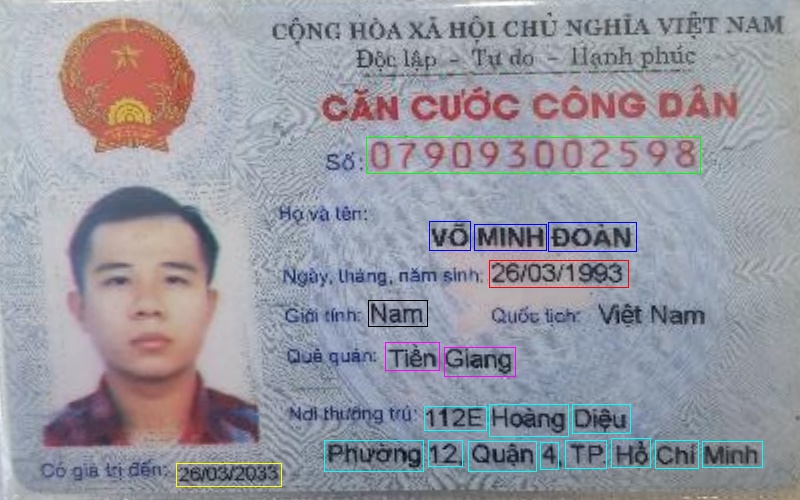 CỘNG HÒA XÃ HỘI CHỦ NGHĨA VIỆT NAM
Độc lập - Tự do - Hạnh phúc
CĂN CƯỚC CÔNG DÂN
Số: 079093002598
Họ và tên:
VÕ MINH ĐOÀN
Ngày, tháng, năm sinh: 26/03/1993
Giới tính: Nam Quốc tịch: Việt Nam
Quê quán: Tiền Giang
Nơi thường trú: 112E Hoàng Diệu
Phường 12, Quận 4, TP. Hồ Chí Minh
Có giá trị đến: 26/03/2033